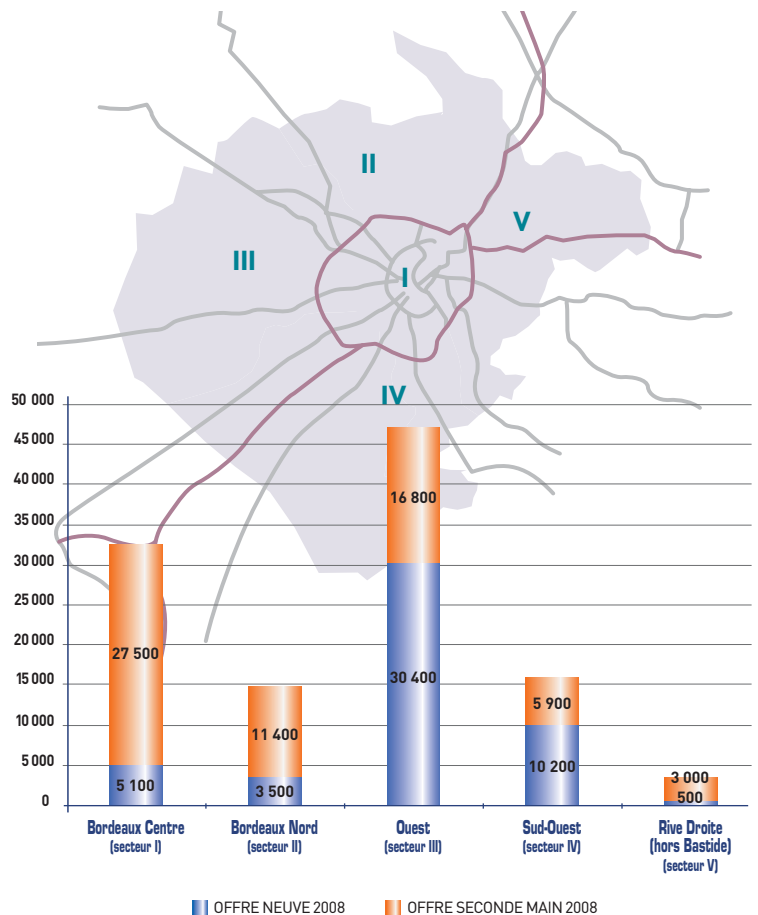 II
V
III
I
IV
50 000
45 000
40 000
35 000
30 000
25 000
20 000
15 000
10 000
5 000
0
27 500
5 100
11 400
3 500
16 800
30 400
5 900
10 200
3 000
500
Bordeaux Centre
(secteur I)
Bordeaux Nord
(secteur II)
Ouest
(secteur III)
Sud-Ouest
(secteur IV)
Rive Droite
(hors Bastide)
(secteur V)
OFFRE NEUVE 2008
OFFRE SECONDE MAIN 2008